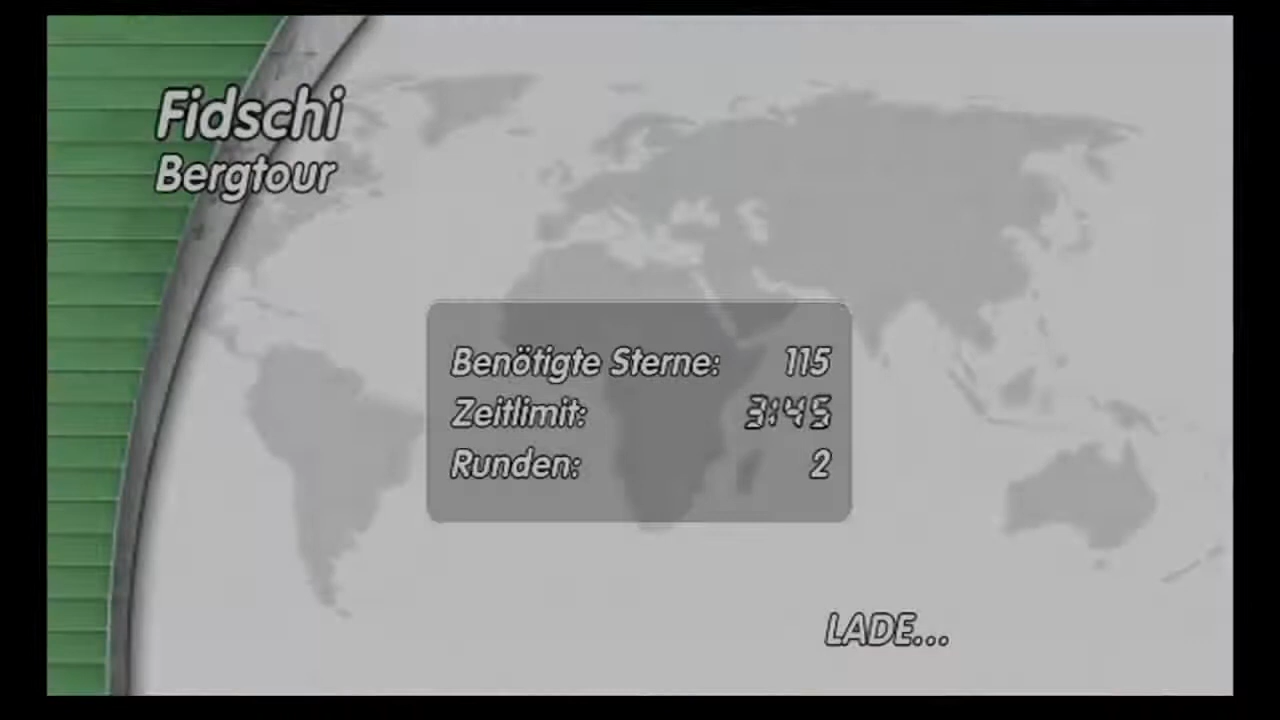 Fidschi
Bergtour
Benötigte Sterne: 115
Zeitlimit: 3:45
Runden: 2
LADE...